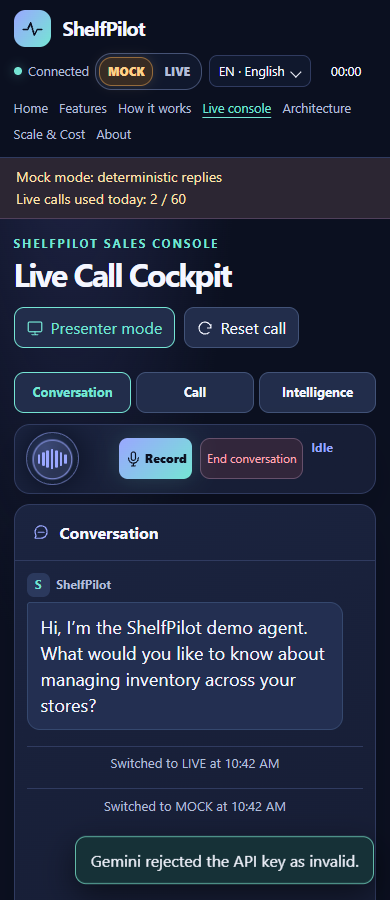 ShelfPilot
Connected MOCK LIVE EN · English 00:00
Home Features How it works Live console Architecture
Scale & Cost About
Mock mode: deterministic replies
Live calls used today: 2 / 60
SHELFPILOT SALES CONSOLE
Live Call Cockpit
Presenter mode Reset call
Conversation Call Intelligence
Record End conversation Idle
Conversation
S ShelfPilot
Hi, I’m the ShelfPilot demo agent.
What would you like to know about
managing inventory across your
stores?
Switched to LIVE at 10:42 AM
Switched to MOCK at 10:42 AM
Gemini rejected the API key as invalid.